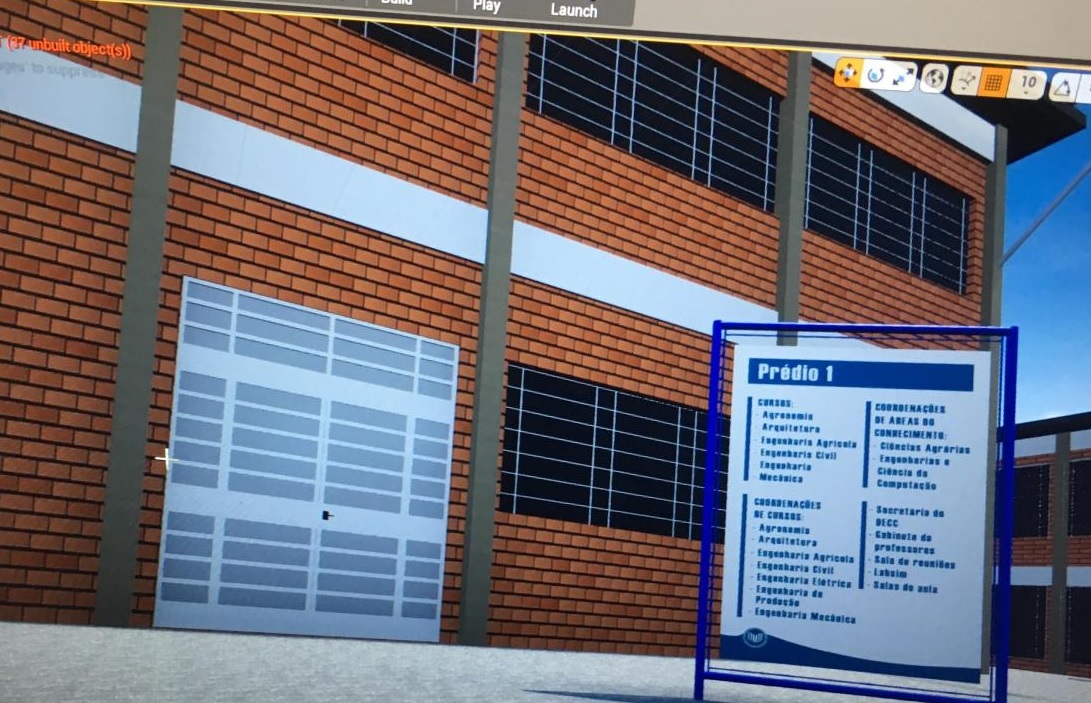 Build
Play
Launch
(87 unbuilt object(s))
to suppress
10
Prédio 1
CURSOS:
- Agronomia
- Arquitetura
- Engenharia Agrícola
- Engenharia Civil
- Engenharia
Mecânica
COORDENAÇÕES
DE CURSOS:
- Agronomia
- Arquitetura
- Engenharia Agrícola
- Engenharia Civil
- Engenharia Elétrica
- Engenharia de
Produção
- Engenharia Mecânica
COORDENAÇÕES
DE ÁREAS DO
CONHECIMENTO:
- Ciências Agrárias
- Engenharias e
Ciência da
Computação
- Secretaria do
DECC
- Gabinete de
professores
- Sala de reuniões
- Labsim
- Salas de aula